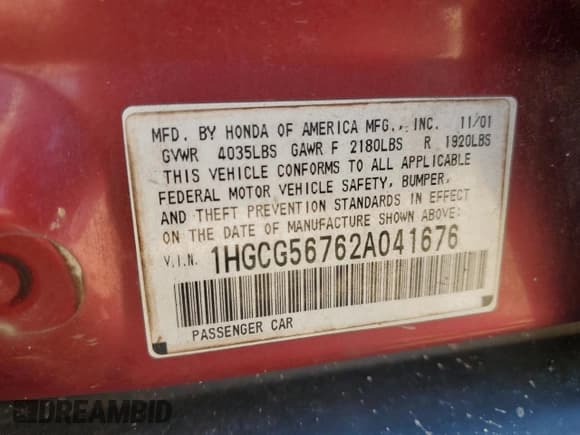 MFD. BY HONDA OF AMERICA MFG., INC. 11/01
GVWR 4035LBS GAWR F 2180LBS R 1920LBS
THIS VEHICLE CONFORMS TO ALL APPLICABLE
FEDERAL MOTOR VEHICLE SAFETY, BUMPER,
AND THEFT PREVENTION STANDARDS IN EFFECT
ON THE DATE OF MANUFACTURE SHOWN ABOVE:
V.I.N. 1HGCG56762A041676
PASSENGER CAR
DREAMBID